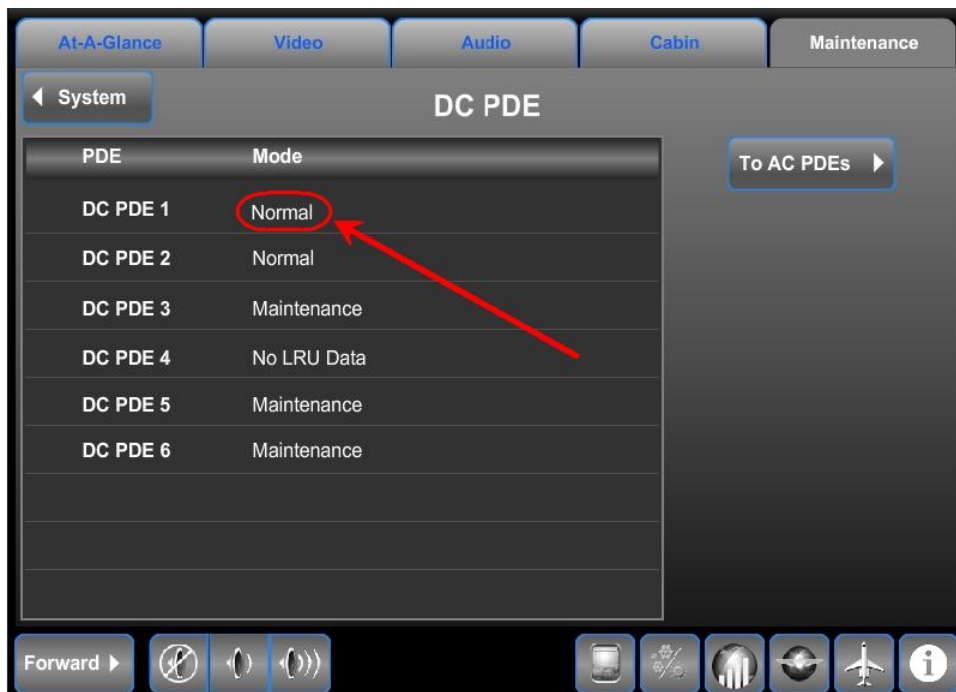 At-A-Glance Video Audio Cabin Maintenance
System
DC PDE
PDE Mode
To AC PDEs
DC PDE 1 Normal
DC PDE 2 Normal
DC PDE 3 Maintenance
DC PDE 4 No LRU Data
DC PDE 5 Maintenance
DC PDE 6 Maintenance
Forward
i